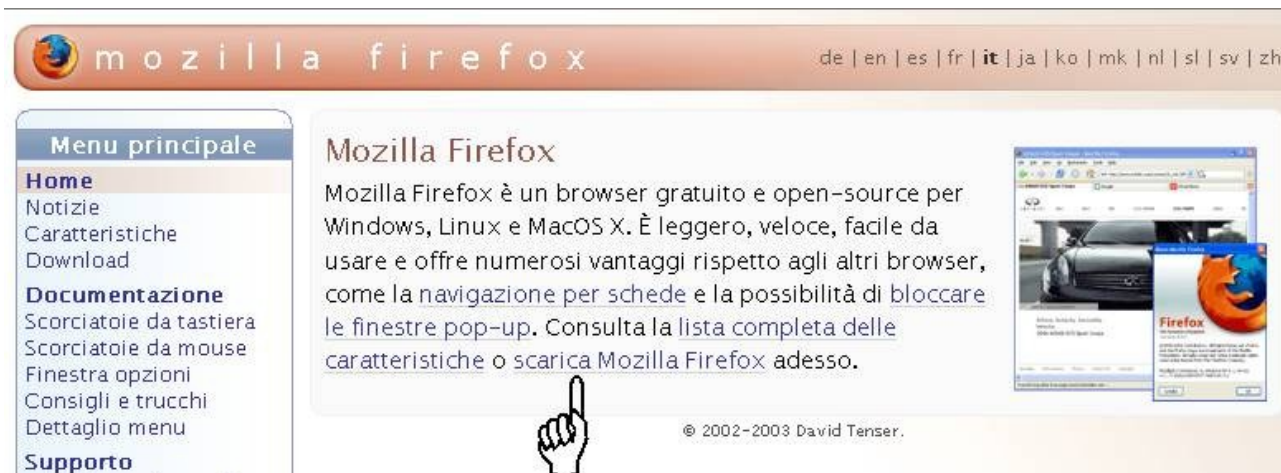 mozilla firefox
de | en | es | fr | it | ja | ko | mk | nl | sl | sv | zh
Menu principale
Home
Notizie
Caratteristiche
Download
Documentazione
Scorciatoie da tastiera
Scorciatoie da mouse
Finestra opzioni
Consigli e trucchi
Dettaglio menu
Supporto
Mozilla Firefox
Mozilla Firefox è un browser gratuito e open-source per
Windows, Linux e MacOS X. È leggero, veloce, facile da
usare e offre numerosi vantaggi rispetto agli altri browser,
come la navigazione per schede e la possibilità di bloccare
le finestre pop-up. Consulta la lista completa delle
caratteristiche o scarica Mozilla Firefox adesso.
Firefox
© 2002-2003 David Tenser.